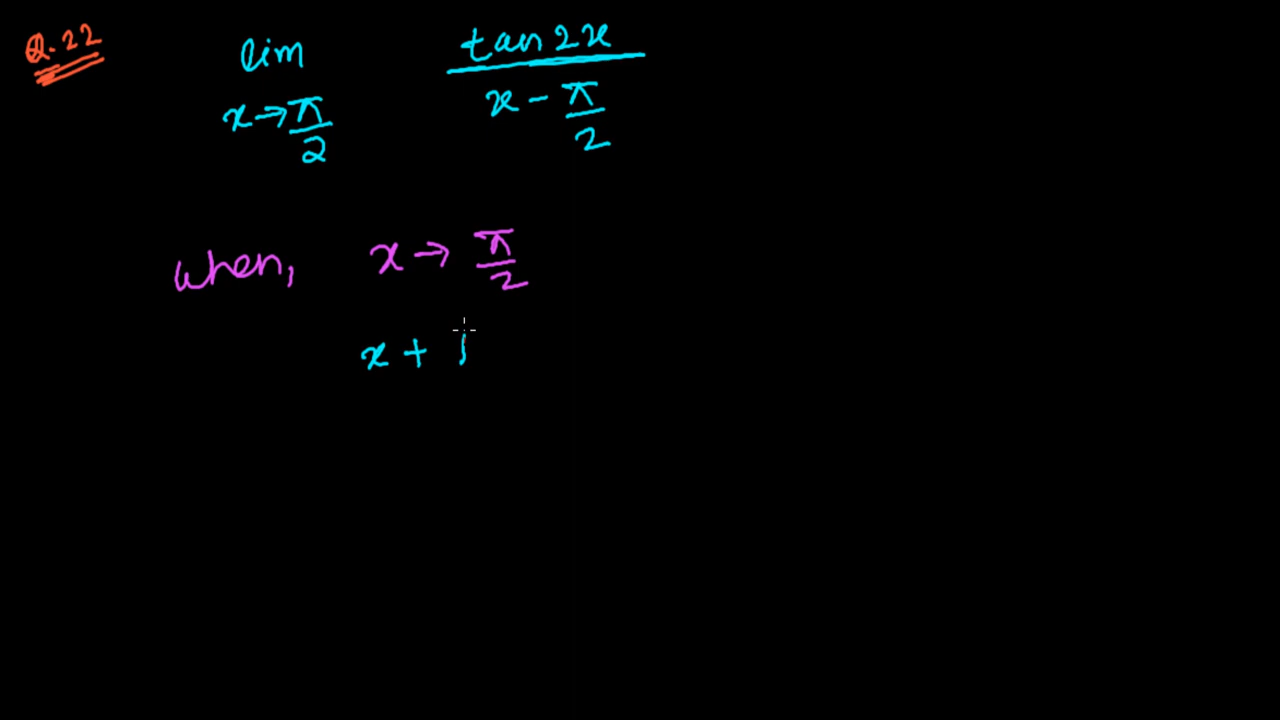 Q.22
lim tan 2x
x→π/2 x - π/2
when, x → π/2
x +